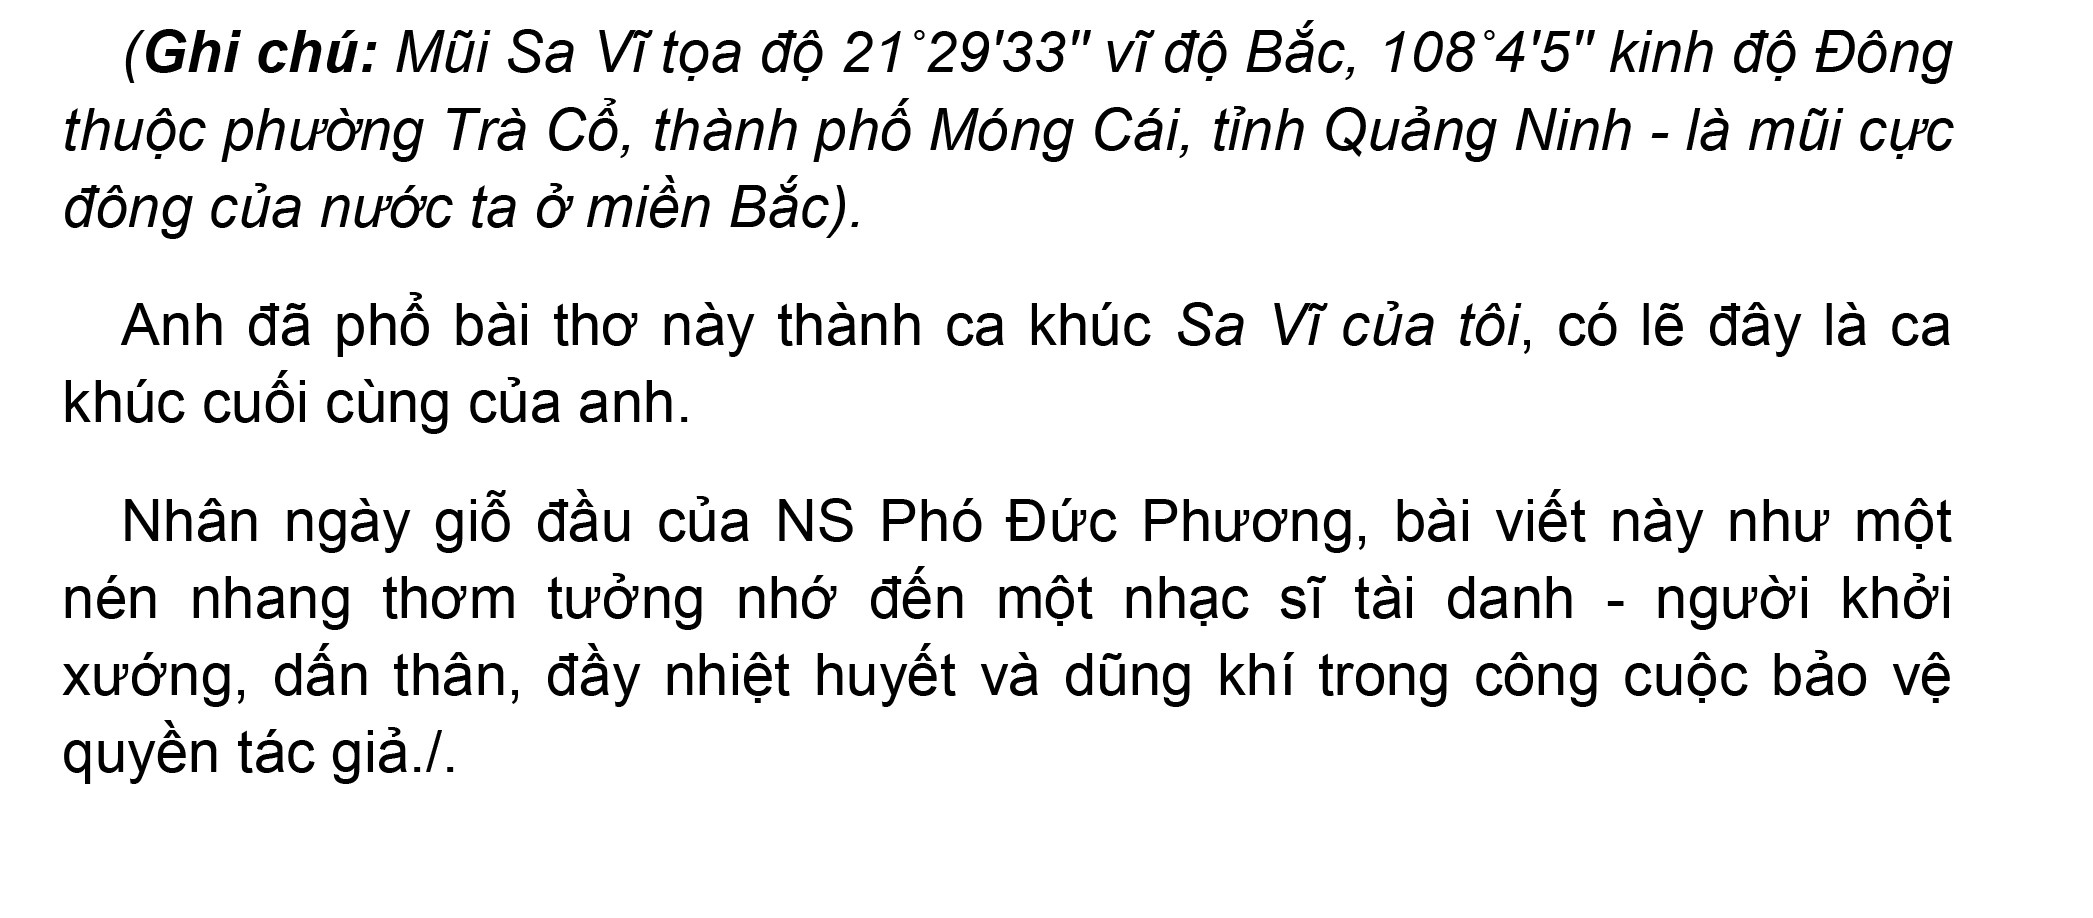 (Ghi chú: Mũi Sa Vĩ tọa độ 21°29'33" vĩ độ Bắc, 108°4'5" kinh độ Đông
thuộc phường Trà Cổ, thành phố Móng Cái, tỉnh Quảng Ninh - là mũi cực
đông của nước ta ở miền Bắc).
Anh đã phổ bài thơ này thành ca khúc Sa Vĩ của tôi, có lẽ đây là ca
khúc cuối cùng của anh.
Nhân ngày giỗ đầu của NS Phó Đức Phương, bài viết này như một
nén nhang thơm tưởng nhớ đến một nhạc sĩ tài danh - người khởi
xướng, dấn thân, đầy nhiệt huyết và dũng khí trong công cuộc bảo vệ
quyền tác giả./.